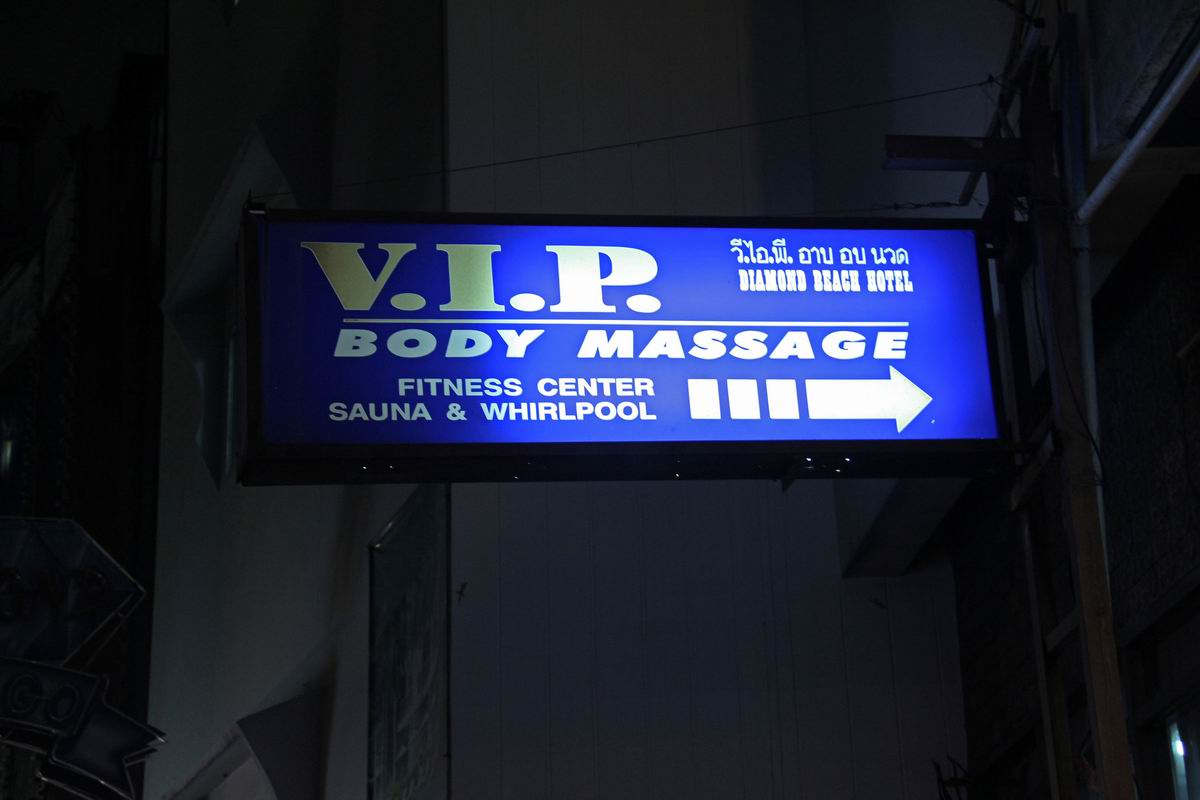 V.I.P.
วี.ไอ.พี. อาบ อบ นวด
DIAMOND BEACH HOTEL
BODY MASSAGE
FITNESS CENTER
SAUNA & WHIRLPOOL
GO